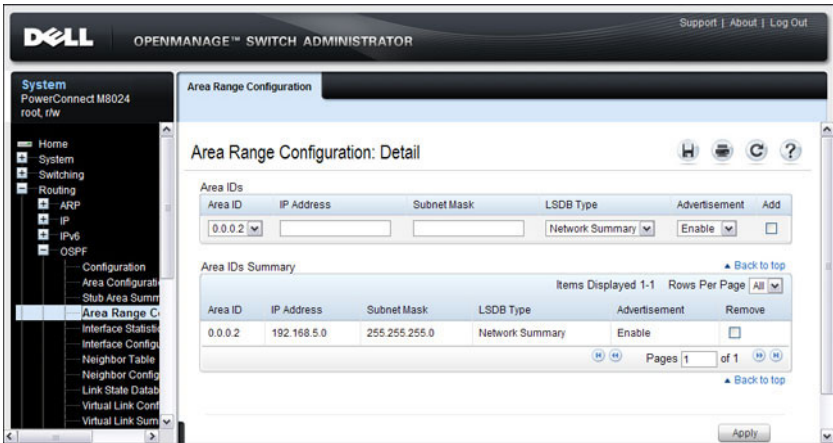 Support | About | Log Out
DELL
OPENMANAGE™ SWITCH ADMINISTRATOR
System
PowerConnect M8024
root, r/w
Area Range Configuration
Home
System
Switching
Routing
ARP
IP
IPv6
OSPF
Configuration
Area Configurati
Stub Area Summ
Area Range C
Interface Statistic
Interface Configu
Neighbor Table
Neighbor Config
Link State Datab
Virtual Link Conf
Virtual Link Sum
Area Range Configuration: Detail
H
C
?
Area IDs
Area ID IP Address Subnet Mask LSDB Type Advertisement Add
0.0.0.2 Network Summary Enable
Back to top
Area IDs Summary
Items Displayed 1-1 Rows Per Page All
Area ID IP Address Subnet Mask LSDB Type Advertisement Remove
0.0.0.2 192.168.5.0 255.255.255.0 Network Summary Enable
Pages 1 of 1
Back to top
Apply